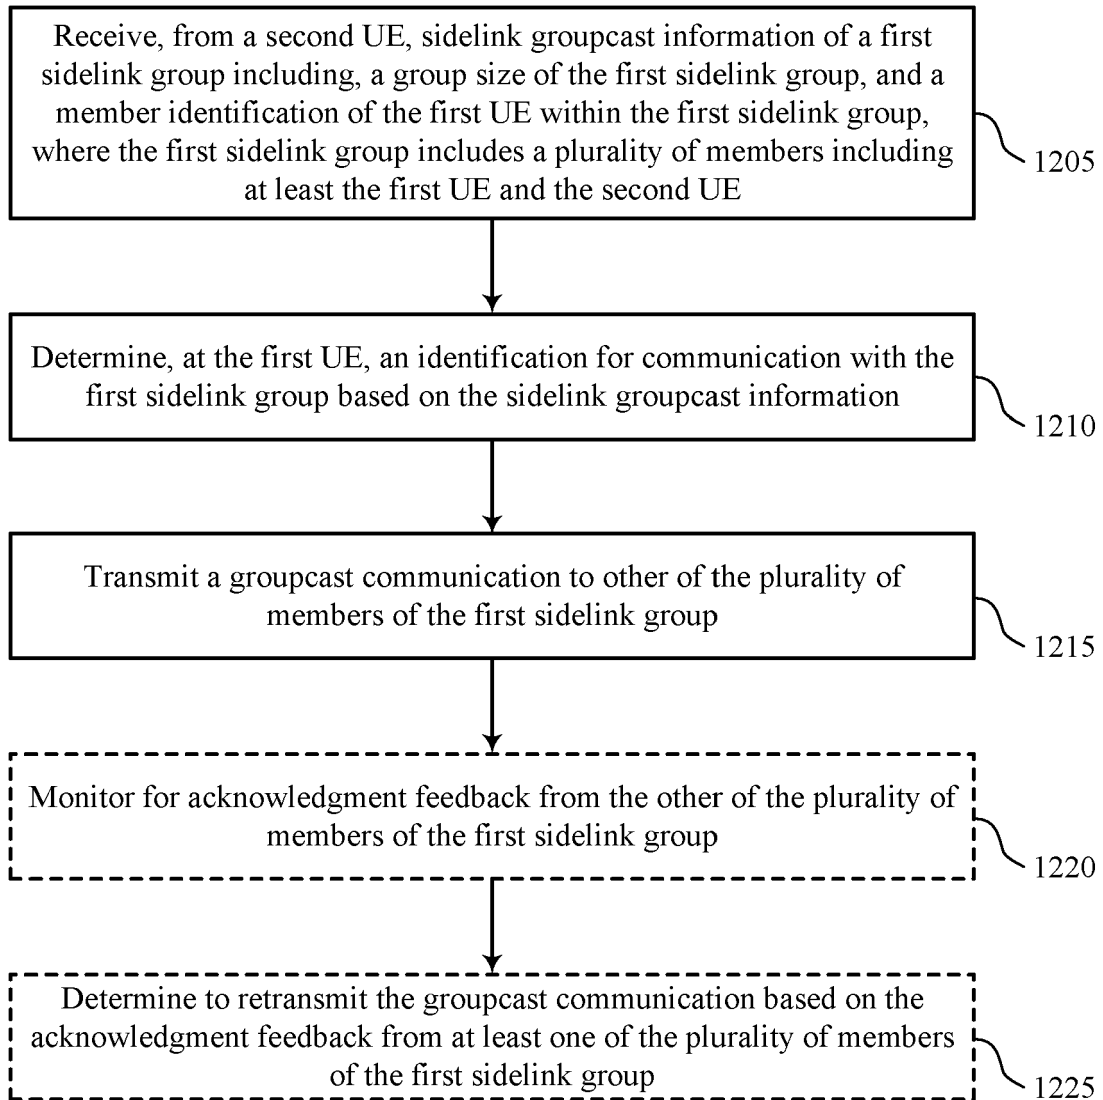 Receive, from a second UE, sidelink groupcast information of a first
sidelink group including, a group size of the first sidelink group, and a
member identification of the first UE within the first sidelink group,
where the first sidelink group includes a plurality of members including
at least the first UE and the second UE
1205
Determine, at the first UE, an identification for communication with the
first sidelink group based on the sidelink groupcast information
1210
Transmit a groupcast communication to other of the plurality of
members of the first sidelink group
1215
Monitor for acknowledgment feedback from the other of the plurality of
members of the first sidelink group
1220
Determine to retransmit the groupcast communication based on the
acknowledgment feedback from at least one of the plurality of members
of the first sidelink group
1225